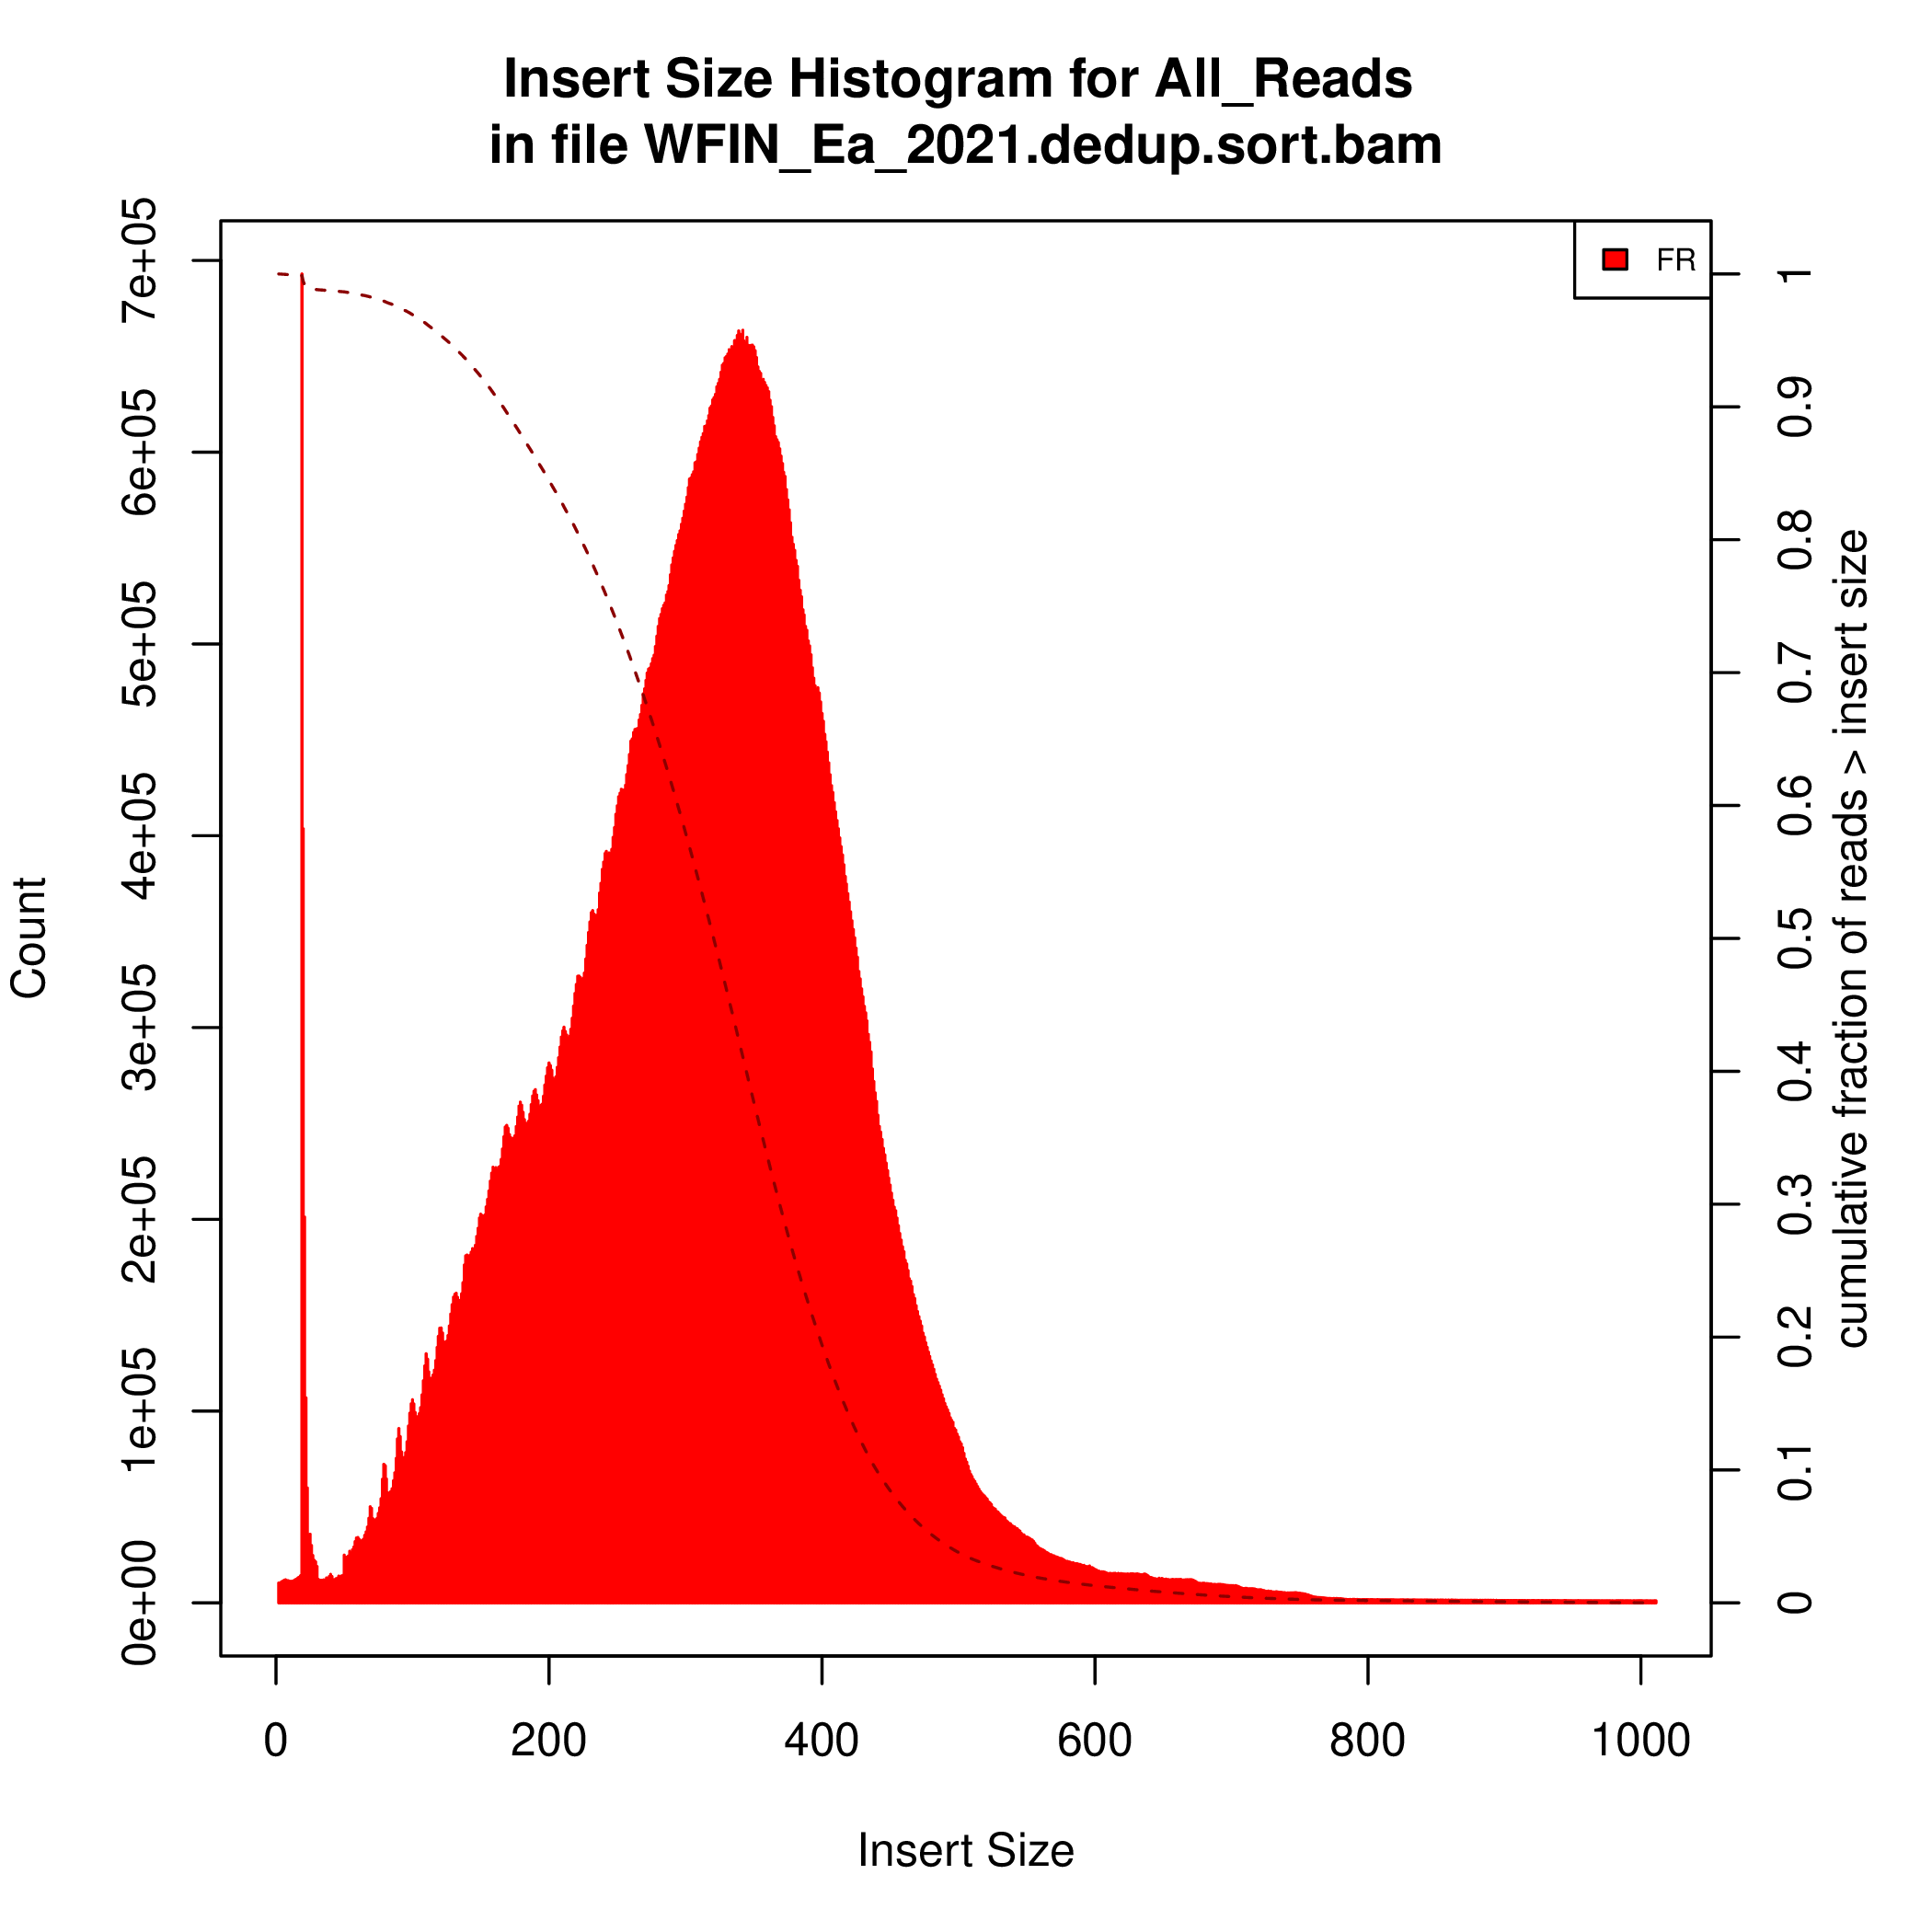 Insert Size Histogram for All_Reads
in file WFIN_Ea_2021.dedup.sort.bam
FR
Count
7e+05
6e+05
5e+05
4e+05
3e+05
2e+05
1e+05
0e+00
1
0.9
0.8
0.7
0.6
0.5
0.4
0.3
0.2
0.1
0
cumulative fraction of reads > insert size
0 200 400 600 800 1000
Insert Size